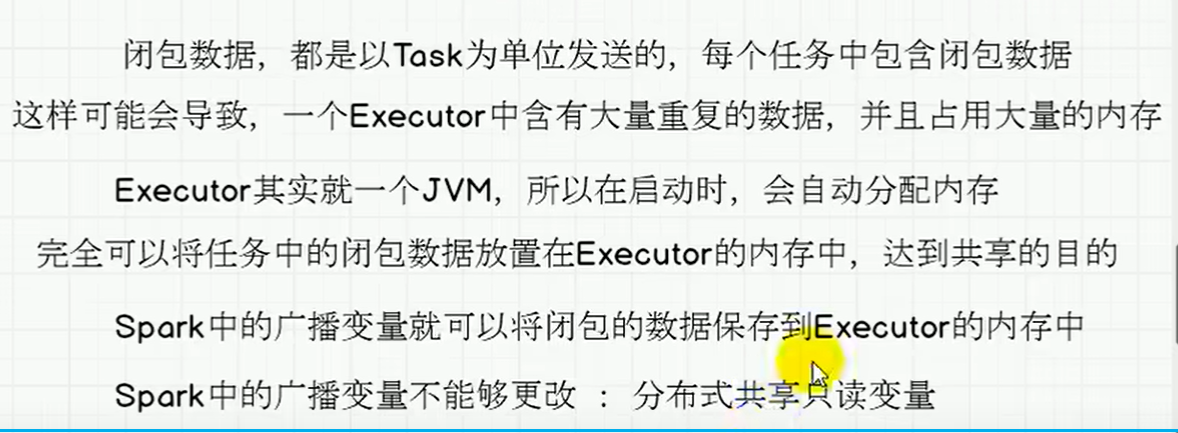 闭包数据，都是以Task为单位发送的，每个任务中包含闭包数据
这样可能会导致，一个Executor中含有大量重复的数据，并且占用大量的内存
Executor其实就一个JVM，所以在启动时，会自动分配内存
完全可以将任务中的闭包数据放置在Executor的内存中，达到共享的目的
Spark中的广播变量就可以将闭包的数据保存到Executor的内存中
Spark中的广播变量不能够更改 ： 分布式共享只读变量